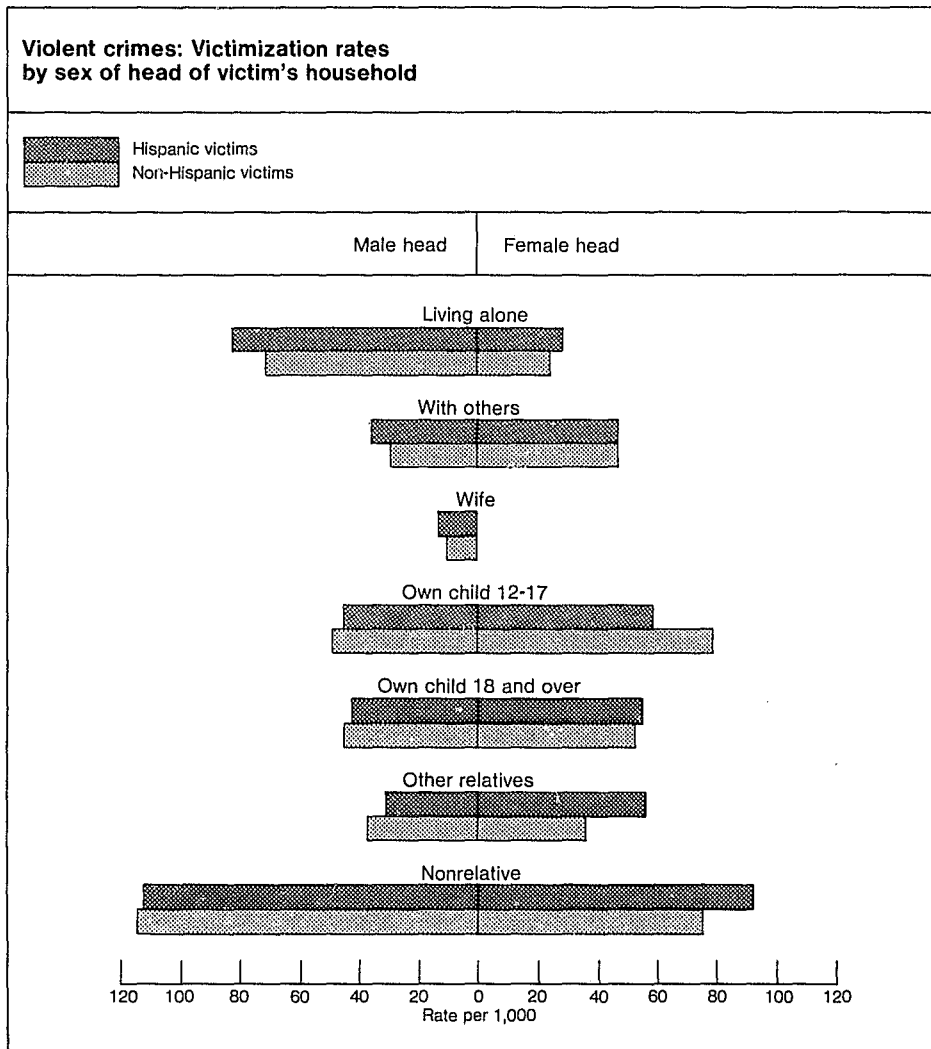 Violent crimes: Victimization rates
by sex of head of victim's household
Hispanic victims
Non-Hispanic victims
Male head Female head
Living alone
With others
Wife
Own child 12-17
Own child 18 and over
Other relatives
Nonrelative
120 100 80 60 40 20 0 20 40 60 80 100 120
Rate per 1,000